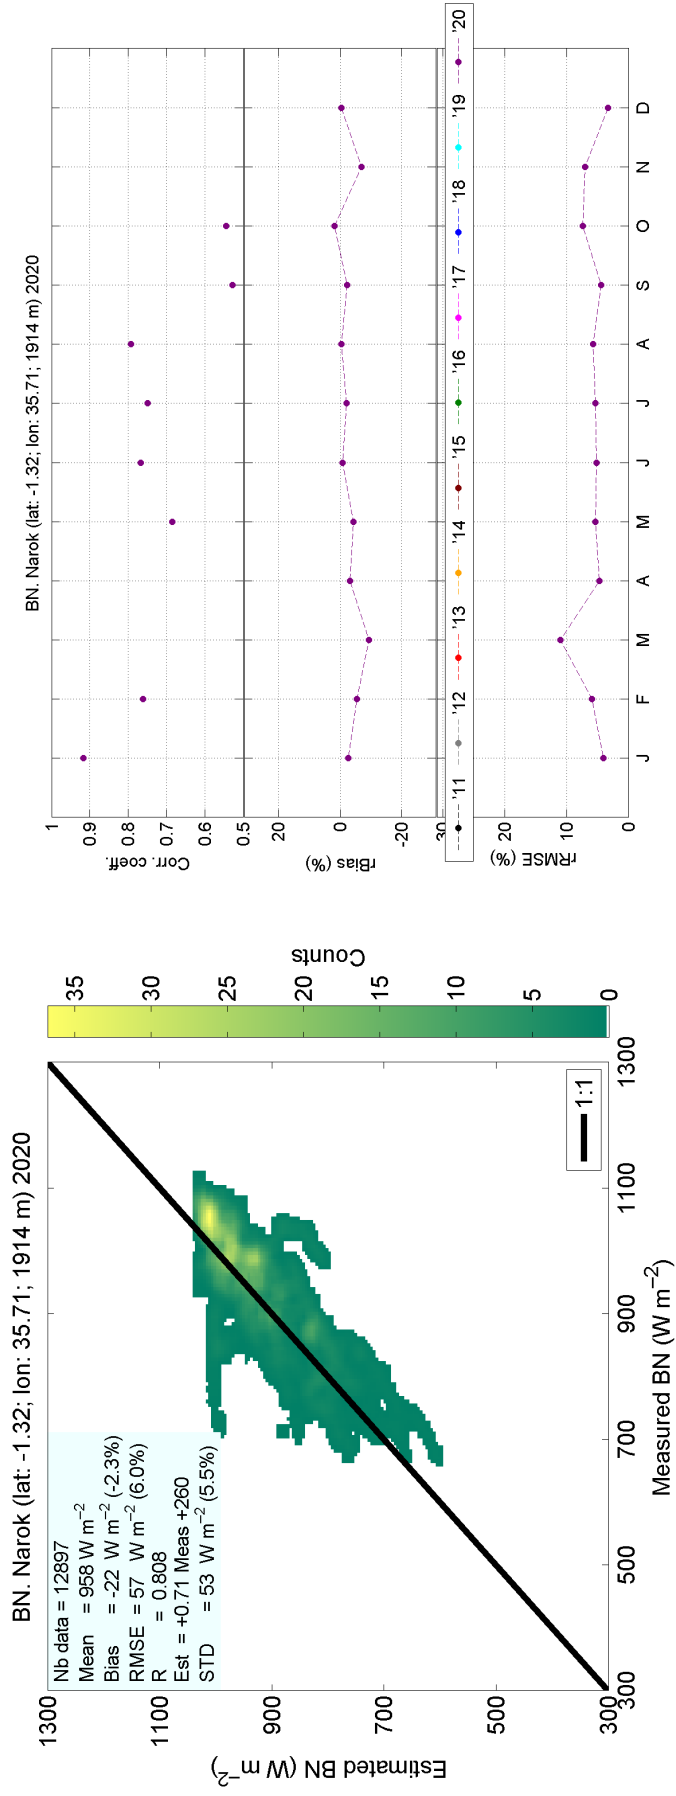 BN. Narok (lat: -1.32; lon: 35.71; 1914 m) 2020
Nb data = 12897
Mean = 958 W m−2
Bias = -22 W m−2 (-2.3%)
RMSE = 57 W m−2 (6.0%)
R = 0.808
Est = +0.71 Meas +260
STD = 53 W m−2 (5.5%)
1300
1100
900
700
500
300
Estimated BN (W m−2)
300
500
700
900
1100
1300
Measured BN (W m−2)
1:1
35
30
25
20
15
10
5
0
Counts
BN. Narok (lat: -1.32; lon: 35.71; 1914 m) 2020
1
0.9
0.8
0.7
0.6
0.5
Corr. coeff.
20
0
-20
rBias (%)
'11 '12 '13 '14 '15 '16 '17 '18 '19 '20
30
20
10
0
rRMSE (%)
J F M A M J J A S O N D